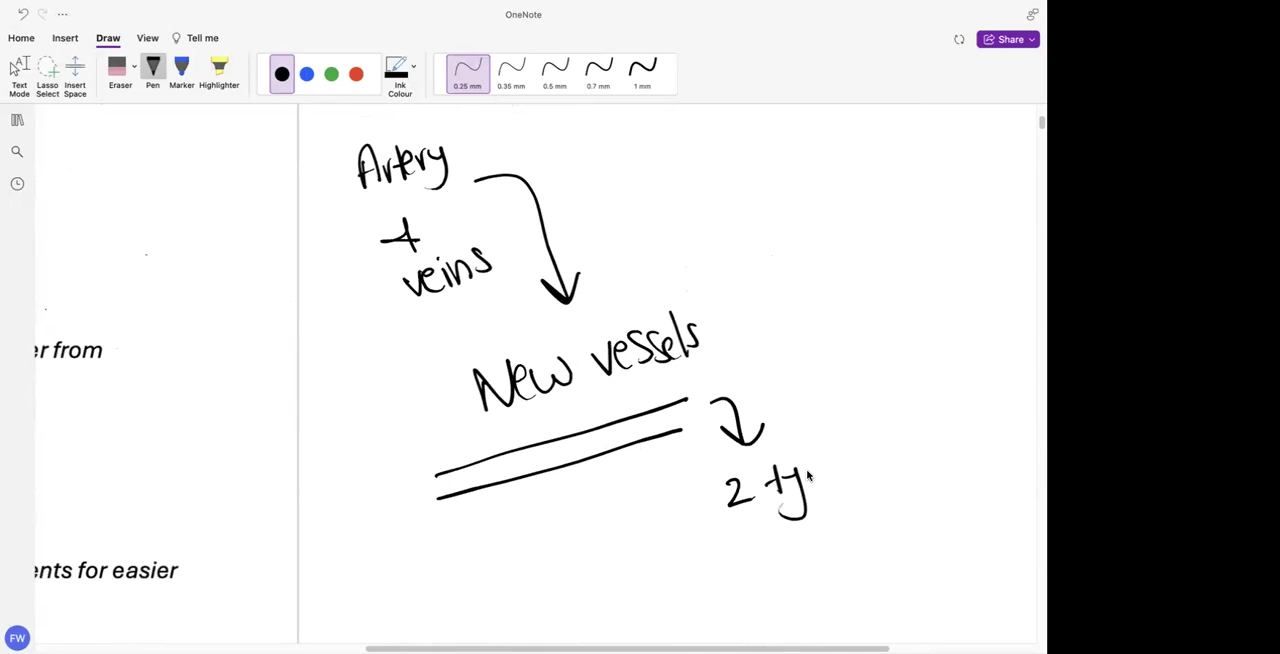 OneNote
Home Insert Draw View Tell me
Share
Text Mode
Lasso Select
Insert Space
Eraser
Pen
Marker
Highlighter
Ink Colour
0.25 mm
0.35 mm
0.5 mm
0.7 mm
1 mm
Artery
+
veins
New vessels
2 ty
er from
ents for easier
FW